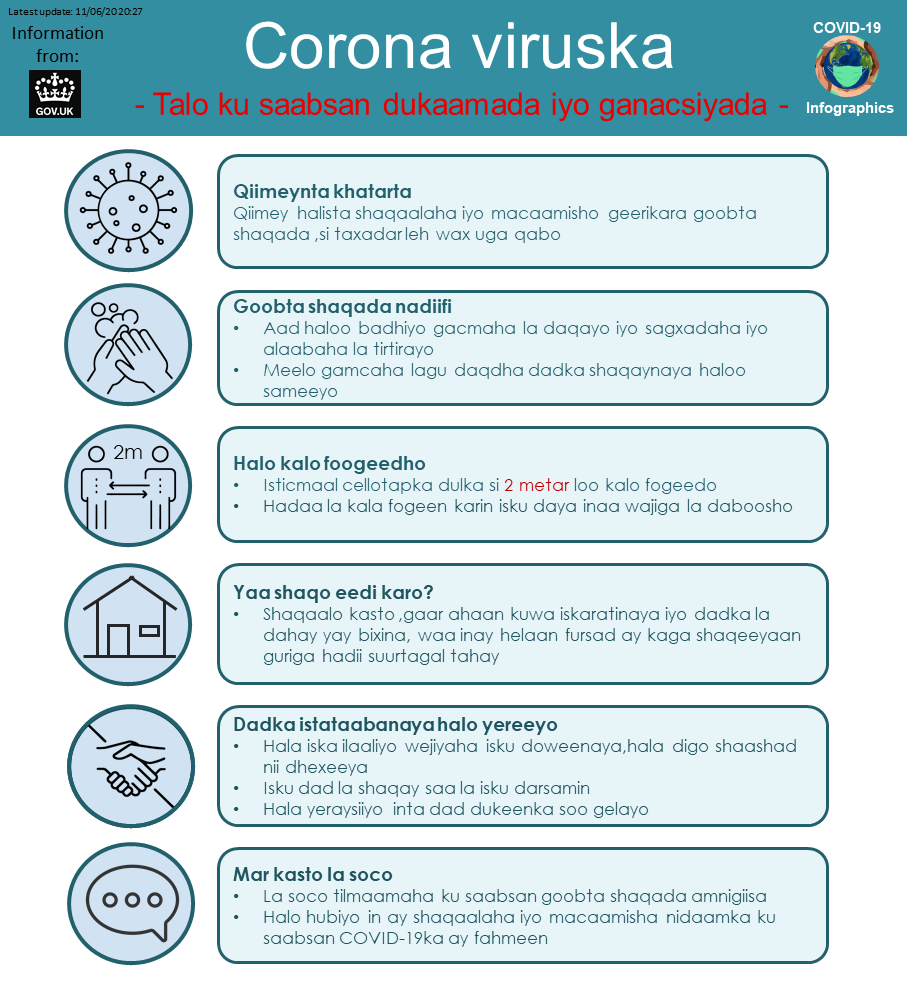 Latest update: 11/06/2020 20:27
Information
from:
GOV.UK
Corona viruska
- Talo ku saabsan dukaamada iyo ganacsiyada -
COVID-19
Infographics
Qiimeynta khatarta
Qiimey halista shaqaalaha iyo macaamisho geerikara goobta
shaqada ,si taxadar leh wax uga qabo
Goobta shaqada nadiifi
• Aad haloo badhiyo gacmaha la daqayo iyo sagxadaha iyo
alaabaha la tirtirayo
• Meelo gamcaha lagu daqdha dadka shaqaynaya haloo
sameeyo
2m
Halo kalo foogeedho
• Isticmaal cellotapka dulka si 2 metar loo kalo fogeedo
• Hadaa la kala fogeen karin isku daya inaa wajiga la daboosho
Yaa shaqo eedi karo?
• Shaqaalo kasto ,gaar ahaan kuwa iskaratinaya iyo dadka la
dahay yay bixina, waa inay helaan fursad ay kaga shaqeeyaan
guriga hadii suurtagal tahay
Dadka istataabanaya halo yereeyo
• Hala iska ilaaliyo wejiyaha isku doweenaya,hala digo shaashad
nii dhexeeya
• Isku dad la shaqay saa la isku darsamin
• Hala yeraysiiyo inta dad dukeenka soo gelayo
Mar kasto la soco
• La soco tilmaamaha ku saabsan goobta shaqada amnigiisa
• Halo hubiyo in ay shaqaalaha iyo macaamisha nidaamka ku
saabsan COVID-19ka ay fahmeen